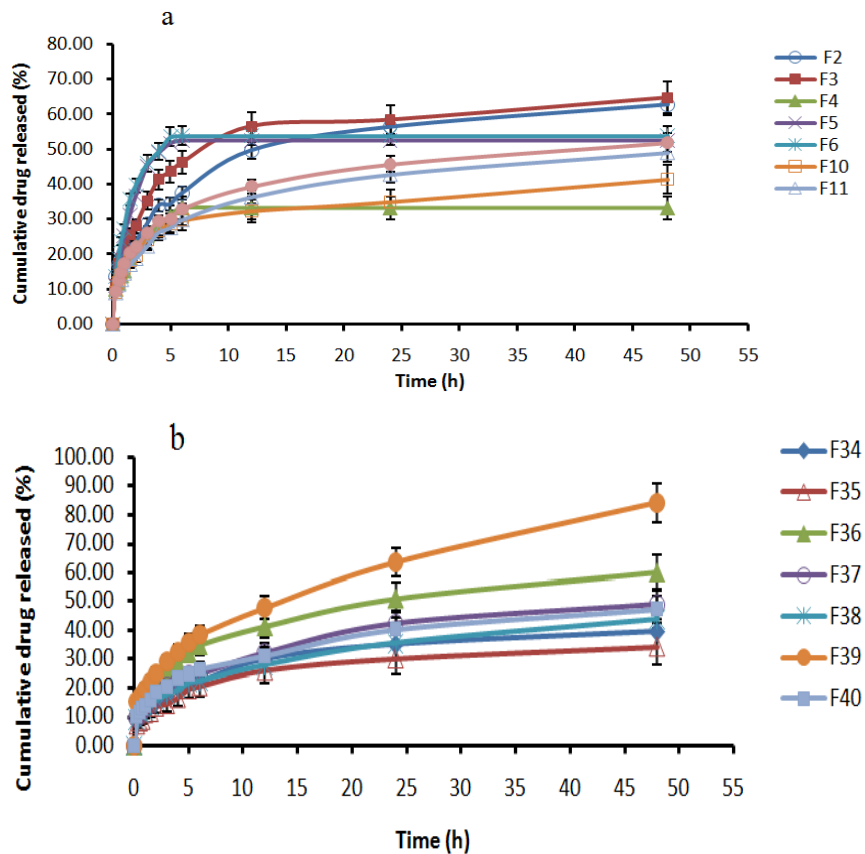 a
Cumulative drug released (%)
80.00
70.00
60.00
50.00
40.00
30.00
20.00
10.00
0.00
0 5 10 15 20 25 30 35 40 45 50 55
Time (h)
F2
F3
F4
F5
F6
F10
F11
b
Cumulative drug released (%)
100.00
90.00
80.00
70.00
60.00
50.00
40.00
30.00
20.00
10.00
0.00
0 5 10 15 20 25 30 35 40 45 50 55
Time (h)
F34
F35
F36
F37
F38
F39
F40